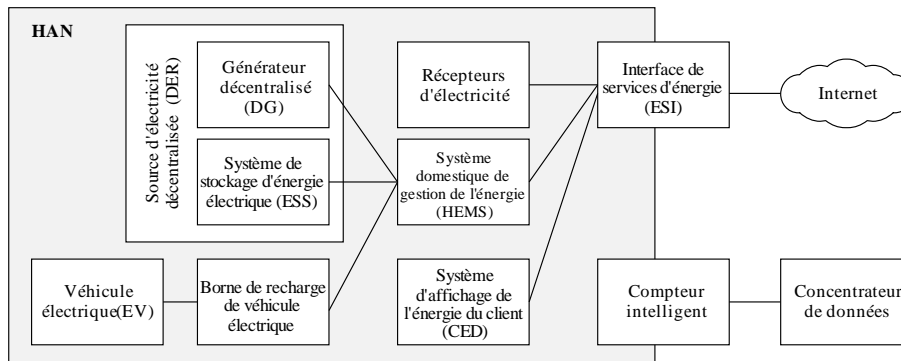 HAN
Source d'électricité
décentralisée (DER)
Générateur
décentralisé
(DG)
Récepteurs
d'électricité
Interface de
services d'énergie
(ESI)
Internet
Système de
stockage d'énergie
électrique (ESS)
Système
domestique de
gestion de l'énergie
(HEMS)
Véhicule
électrique(EV)
Borne de recharge
de véhicule
électrique
Système
d'affichage de
l'énergie du client
(CED)
Compteur
intelligent
Concentrateur
de données